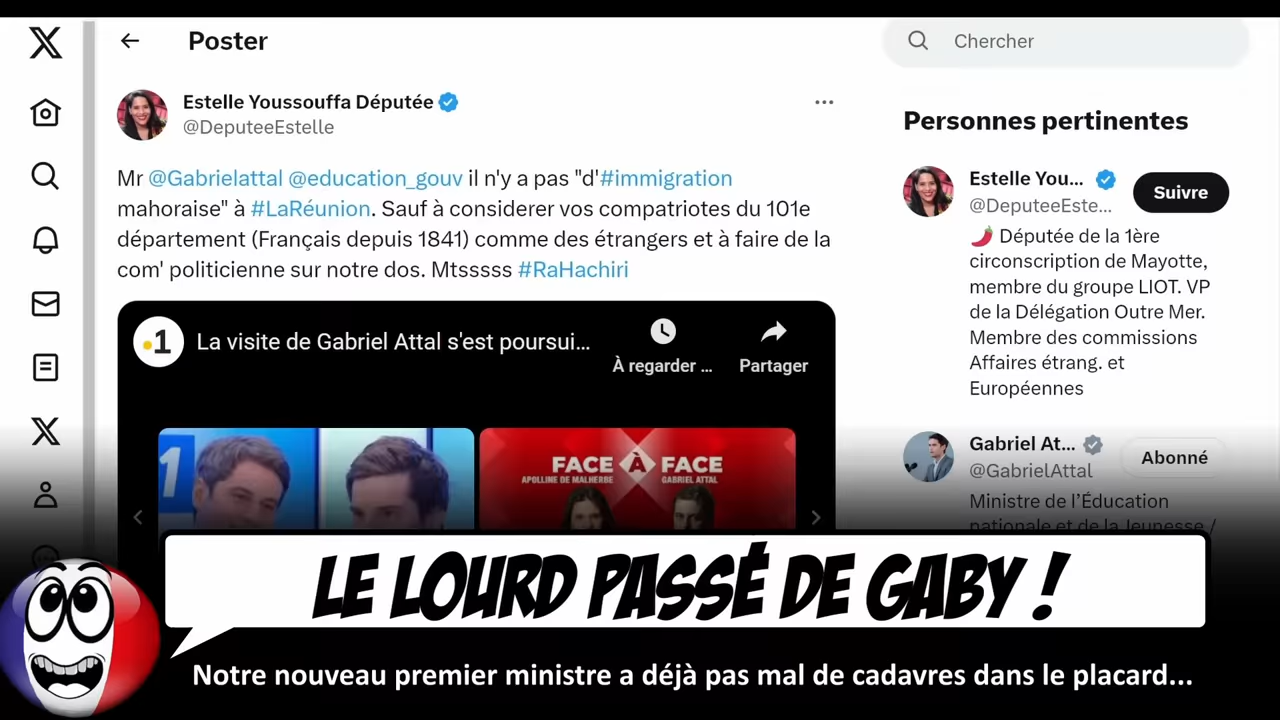 Poster
Chercher
Estelle Youssouffa Députée
@DeputeeEstelle
Mr @Gabrielattal @education_gouv il n'y a pas "d'#immigration
mahoraise" à #LaRéunion. Sauf à considerer vos compatriotes du 101e
département (Français depuis 1841) comme des étrangers et à faire de la
com' politicienne sur notre dos. Mtsssss #RaHachiri
1
La visite de Gabriel Attal s'est poursui...
À regarder ...
Partager
1
FACE À FACE
APOLLINE DE MALHERBE
GABRIEL ATTAL
Personnes pertinentes
Estelle You...
@DeputeeEste...
Suivre
Députée de la 1ère
circonscription de Mayotte,
membre du groupe LIOT. VP
de la Délégation Outre Mer.
Membre des commissions
Affaires étrang. et
Européennes
Gabriel At...
@GabrielAttal
Abonné
Ministre de l'Éducation
nationale et de la Jeunesse /
LE LOURD PASSÉ DE GABY !
Notre nouveau premier ministre a déjà pas mal de cadavres dans le placard...